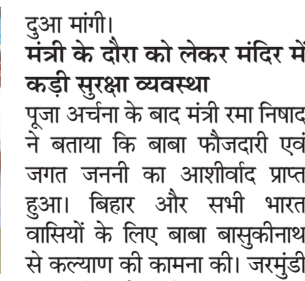 दुआ मांगी।
मंत्री के दौरा को लेकर मंदिर में
कड़ी सुरक्षा व्यवस्था
पूजा अर्चना के बाद मंत्री रमा निषाद
ने बताया कि बाबा फौजदारी एवं
जगत जननी का आशीर्वाद प्राप्त
हुआ। बिहार और सभी भारत
वासियों के लिए बाबा बासुकीनाथ
से कल्याण की कामना की। जरमुंडी